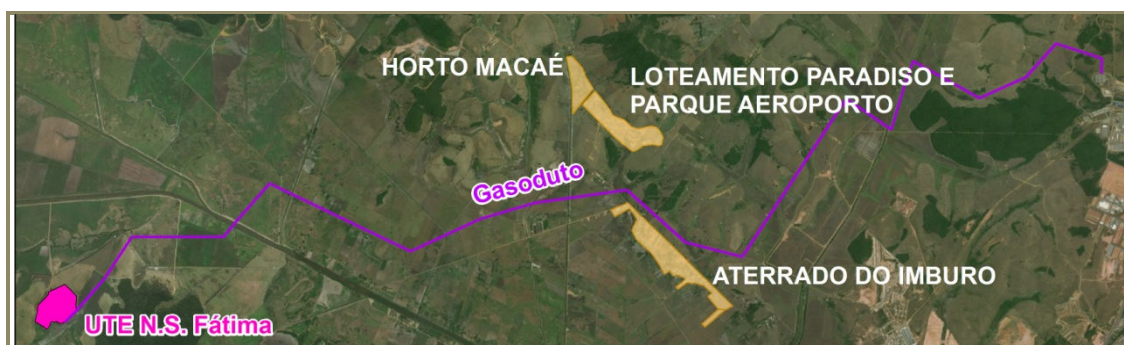 HORTO MACAÉ
LOTEAMENTO PARADISO E
PARQUE AEROPORTO
Gasoduto
ATERRADO DO IMBURO
UTE N.S. Fátima